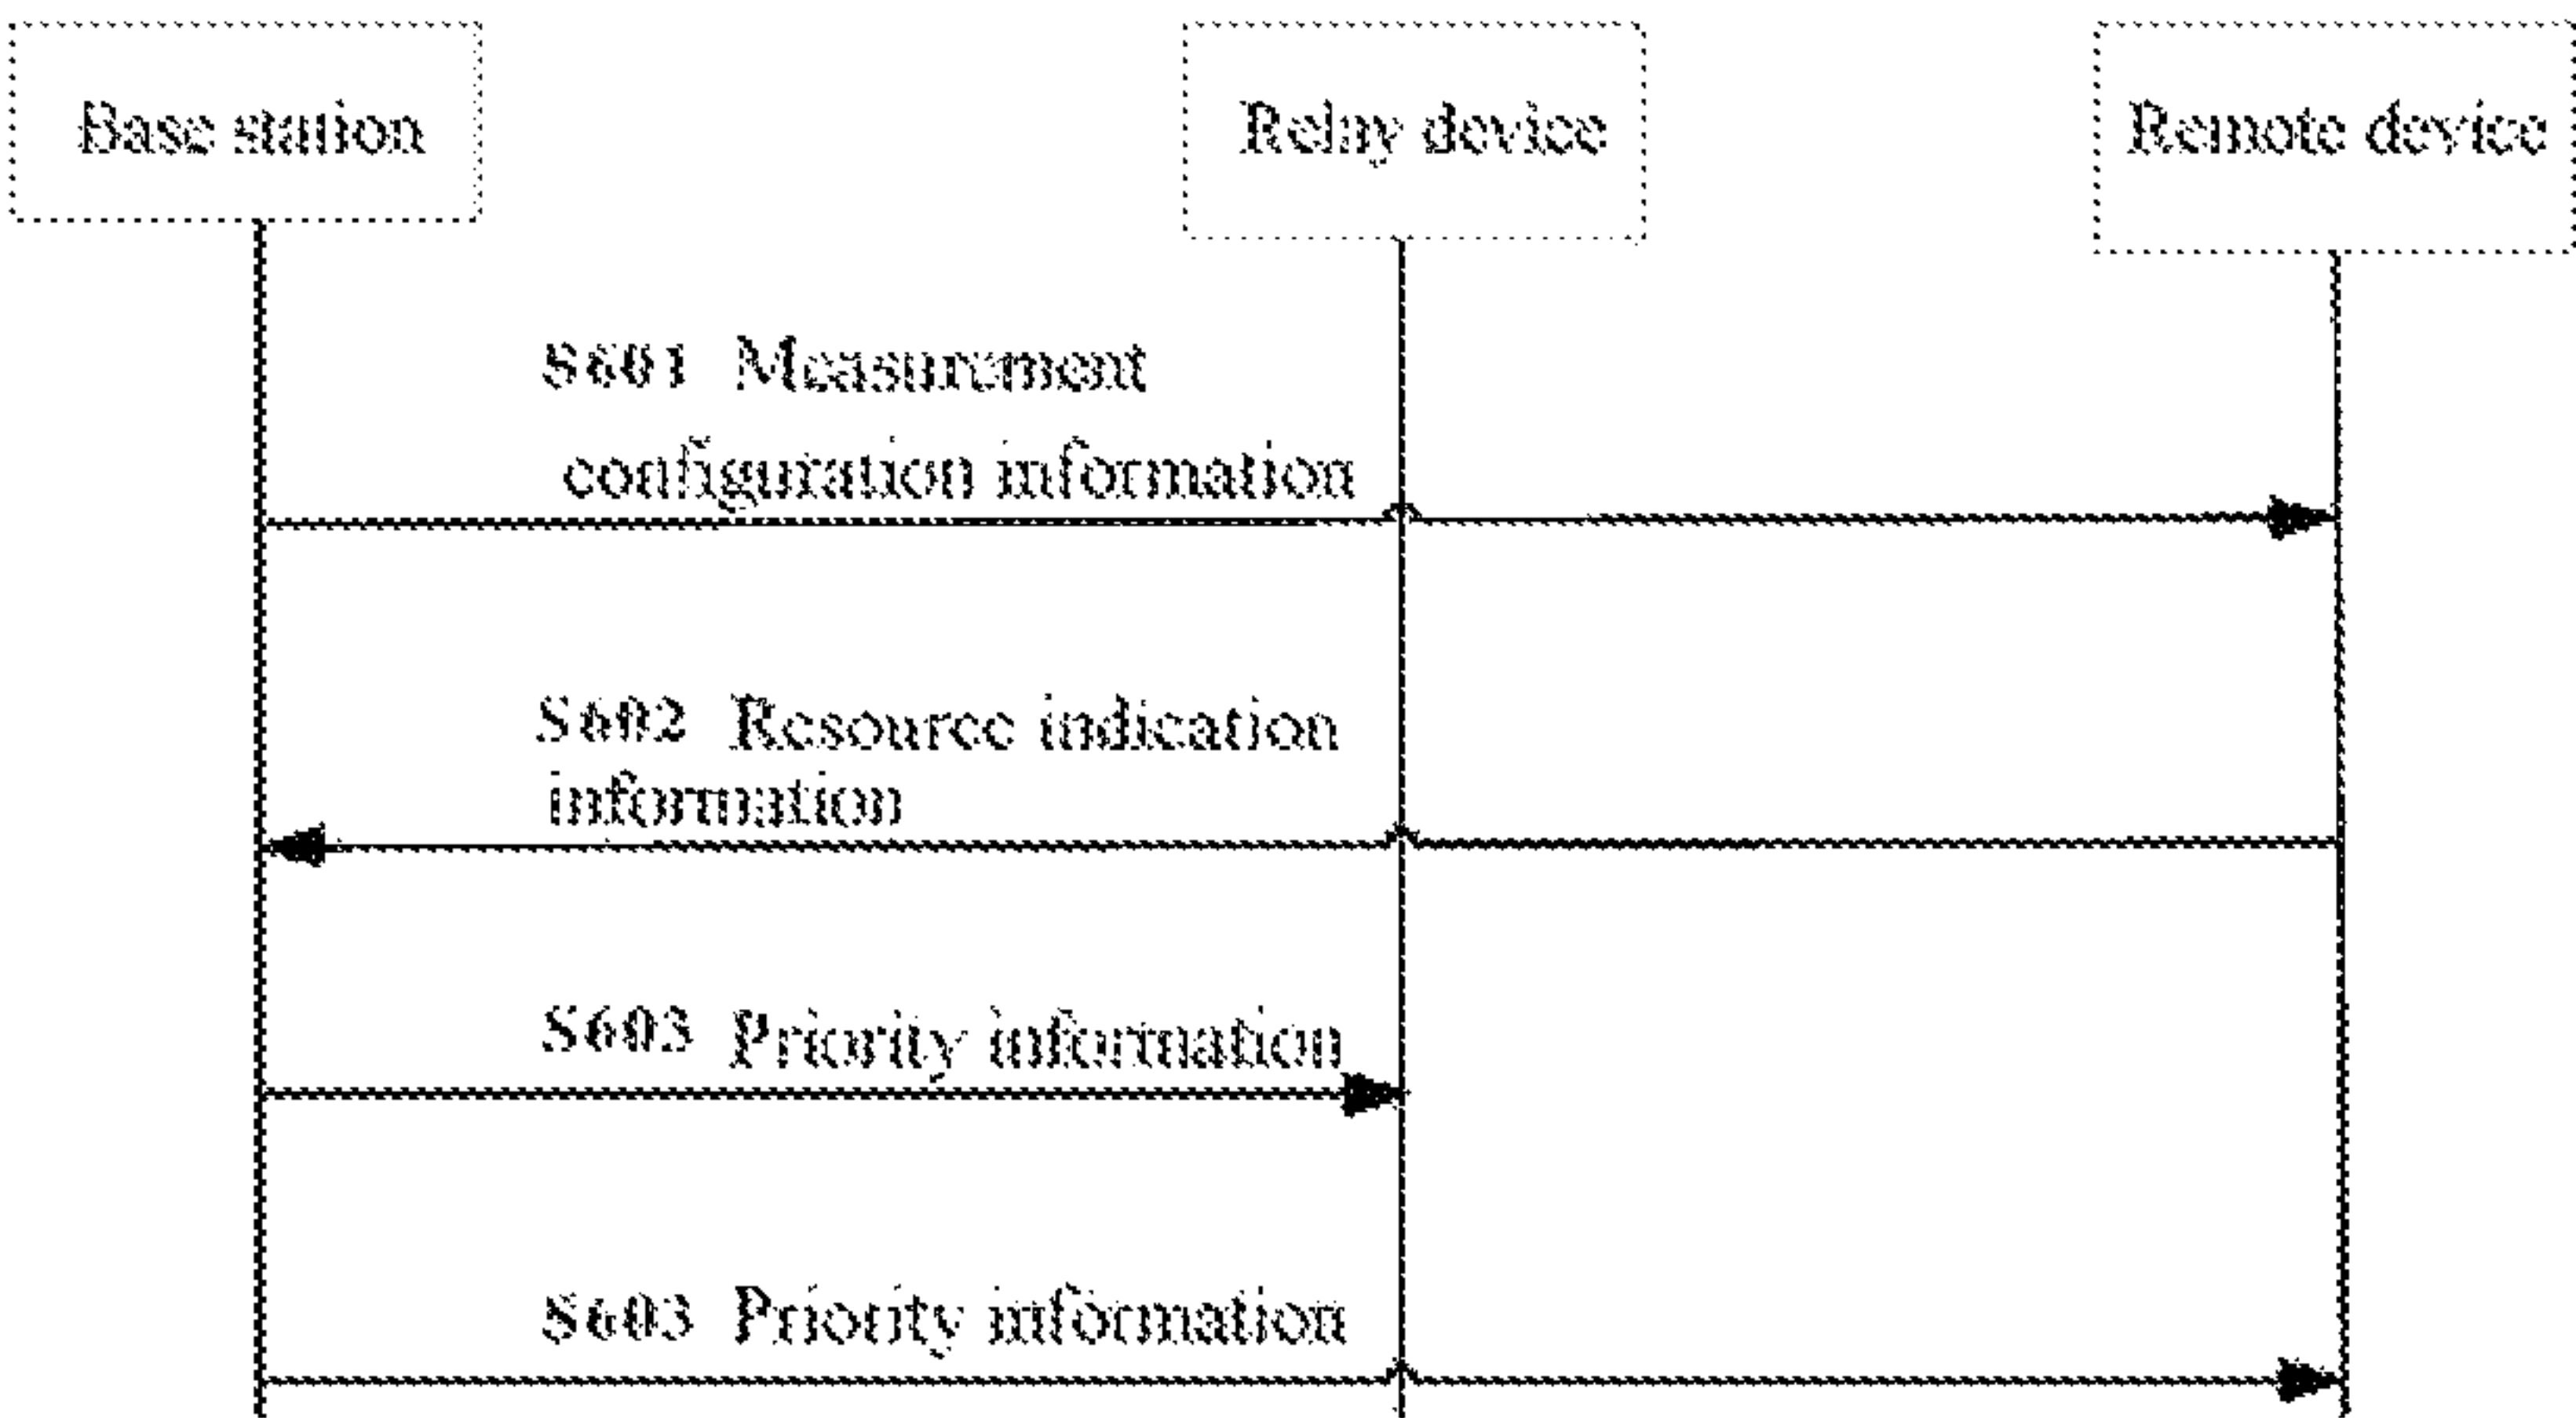 Base station
Relay device
Remote device
S601 Measurement
configuration information
S602 Resource indication
information
S603 Priority information
S603 Priority information